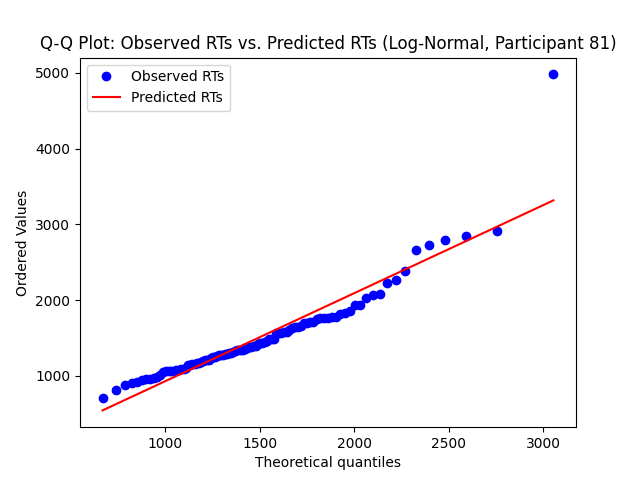 Q-Q Plot: Observed RTs vs. Predicted RTs (Log-Normal, Participant 81)
Observed RTs
Predicted RTs
5000
4000
3000
2000
1000
Ordered Values
1000 1500 2000 2500 3000
Theoretical quantiles